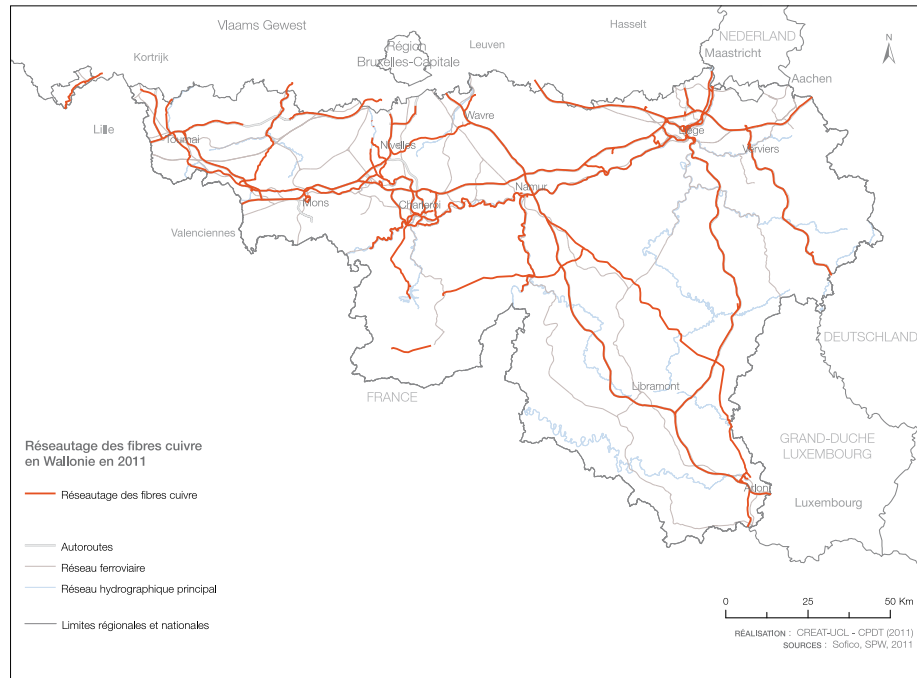 Vlaams Gewest
Hasselt
NEDERLAND
Kortrijk
Région
Bruxelles-Capitale
Leuven
Maastricht
N
Aachen
Lille
Tournai
Wavre
Liège
Nivelles
Verviers
Mons
Charleroi
Namur
Valenciennes
DEUTSCHLAND
Libramont
FRANCE
GRAND-DUCHE
LUXEMBOURG
Arlon
Luxembourg
Réseautage des fibres cuivre
en Wallonie en 2011
Réseautage des fibres cuivre
Autoroutes
Réseau ferroviaire
Réseau hydrographique principal
Limites régionales et nationales
0 25 50 Km
RÉALISATION : CREAT-UCL - CPDT (2011)
SOURCES : Sofico, SPW, 2011